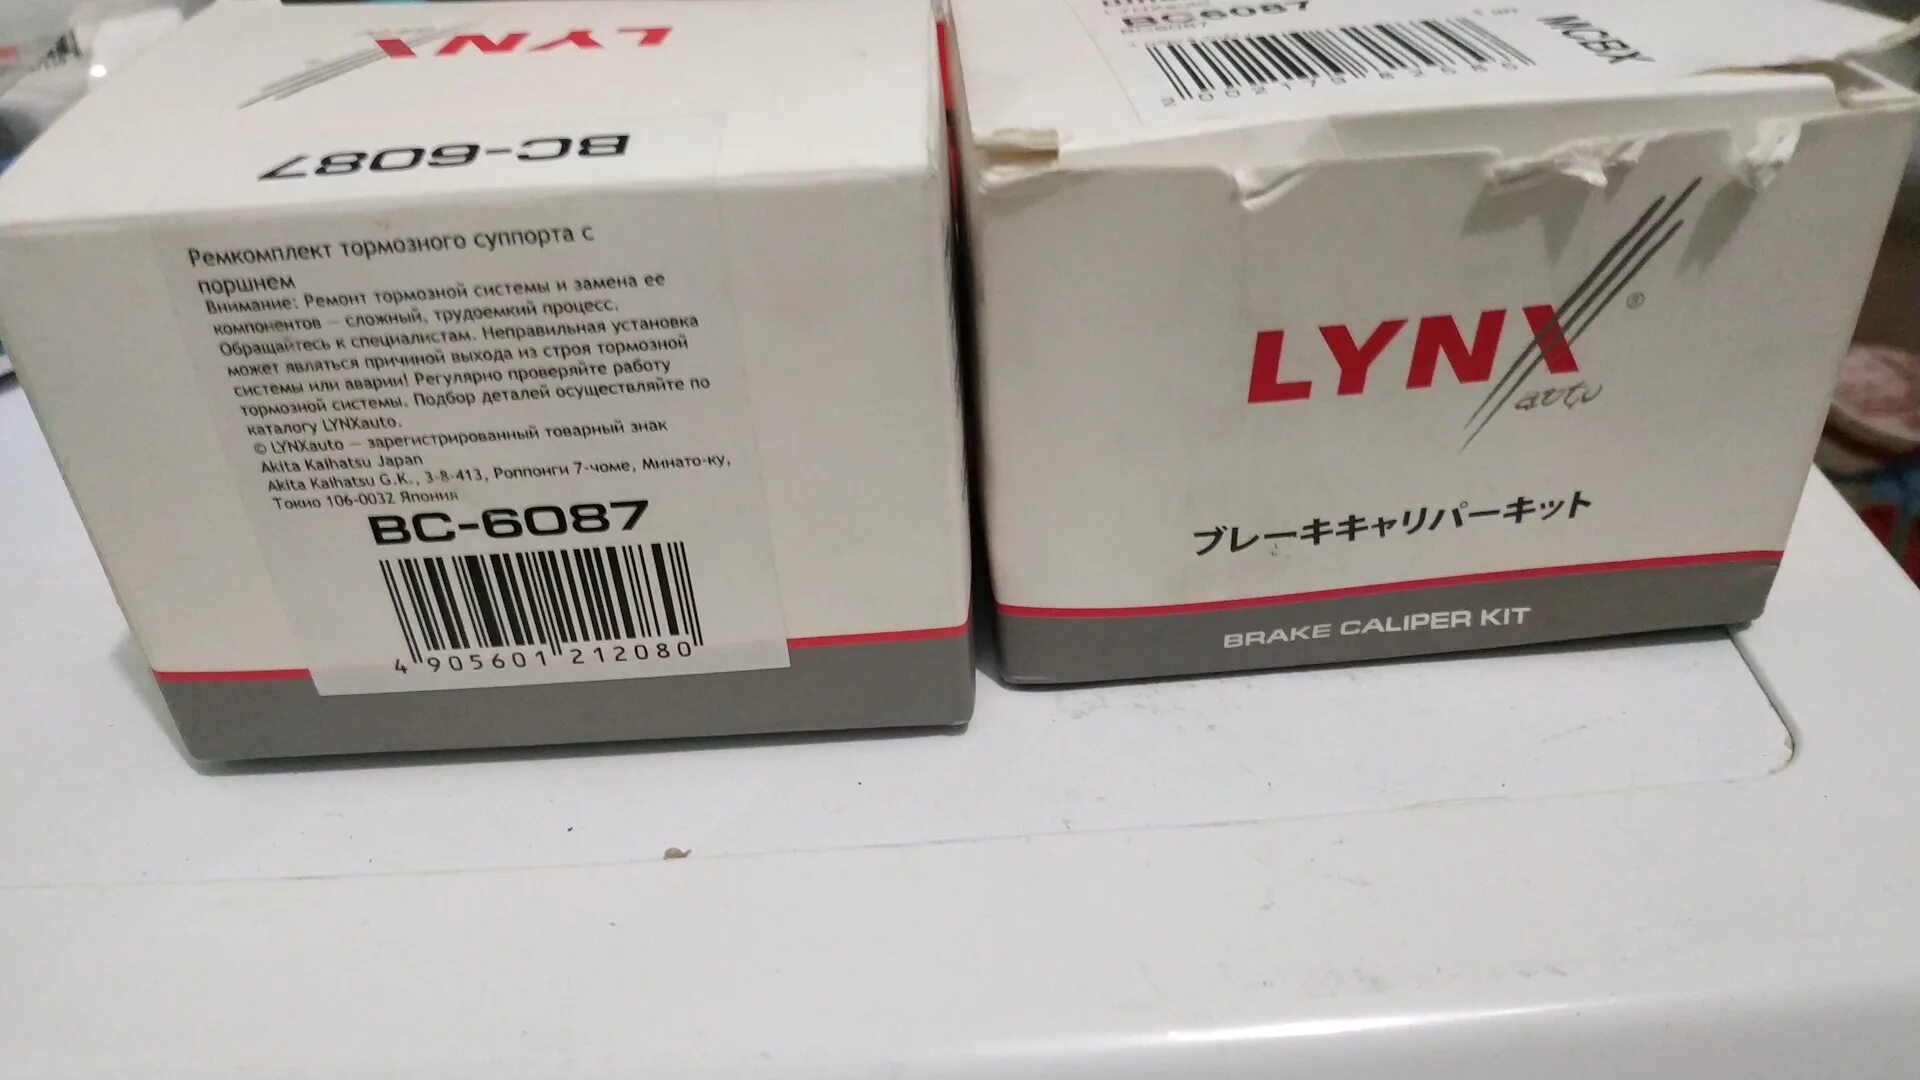 LYNX
BC-6087
Ремкомплект тормозного суппорта с
поршнем
Внимание: Ремонт тормозной системы и замена ее
компонентов – сложный, трудоемкий процесс.
Обращайтесь к специалистам. Неправильная установка
может являться причиной выхода из строя тормозной
системы или аварии! Регулярно проверяйте работу
тормозной системы. Подбор деталей осуществляйте по
каталогу LYNXauto.
© LYNXauto – зарегистрированный товарный знак
Akita Kaihatsu Japan
Akita Kaihatsu G.K., 3-8-413, Роппонги 7-чоме, Минато-ку,
Токио 106-0032 Япония
BC-6087
4 905601 212080
BC6087
MCBX
LYNX ®
auto
ブレーキキャリパーキット
BRAKE CALIPER KIT